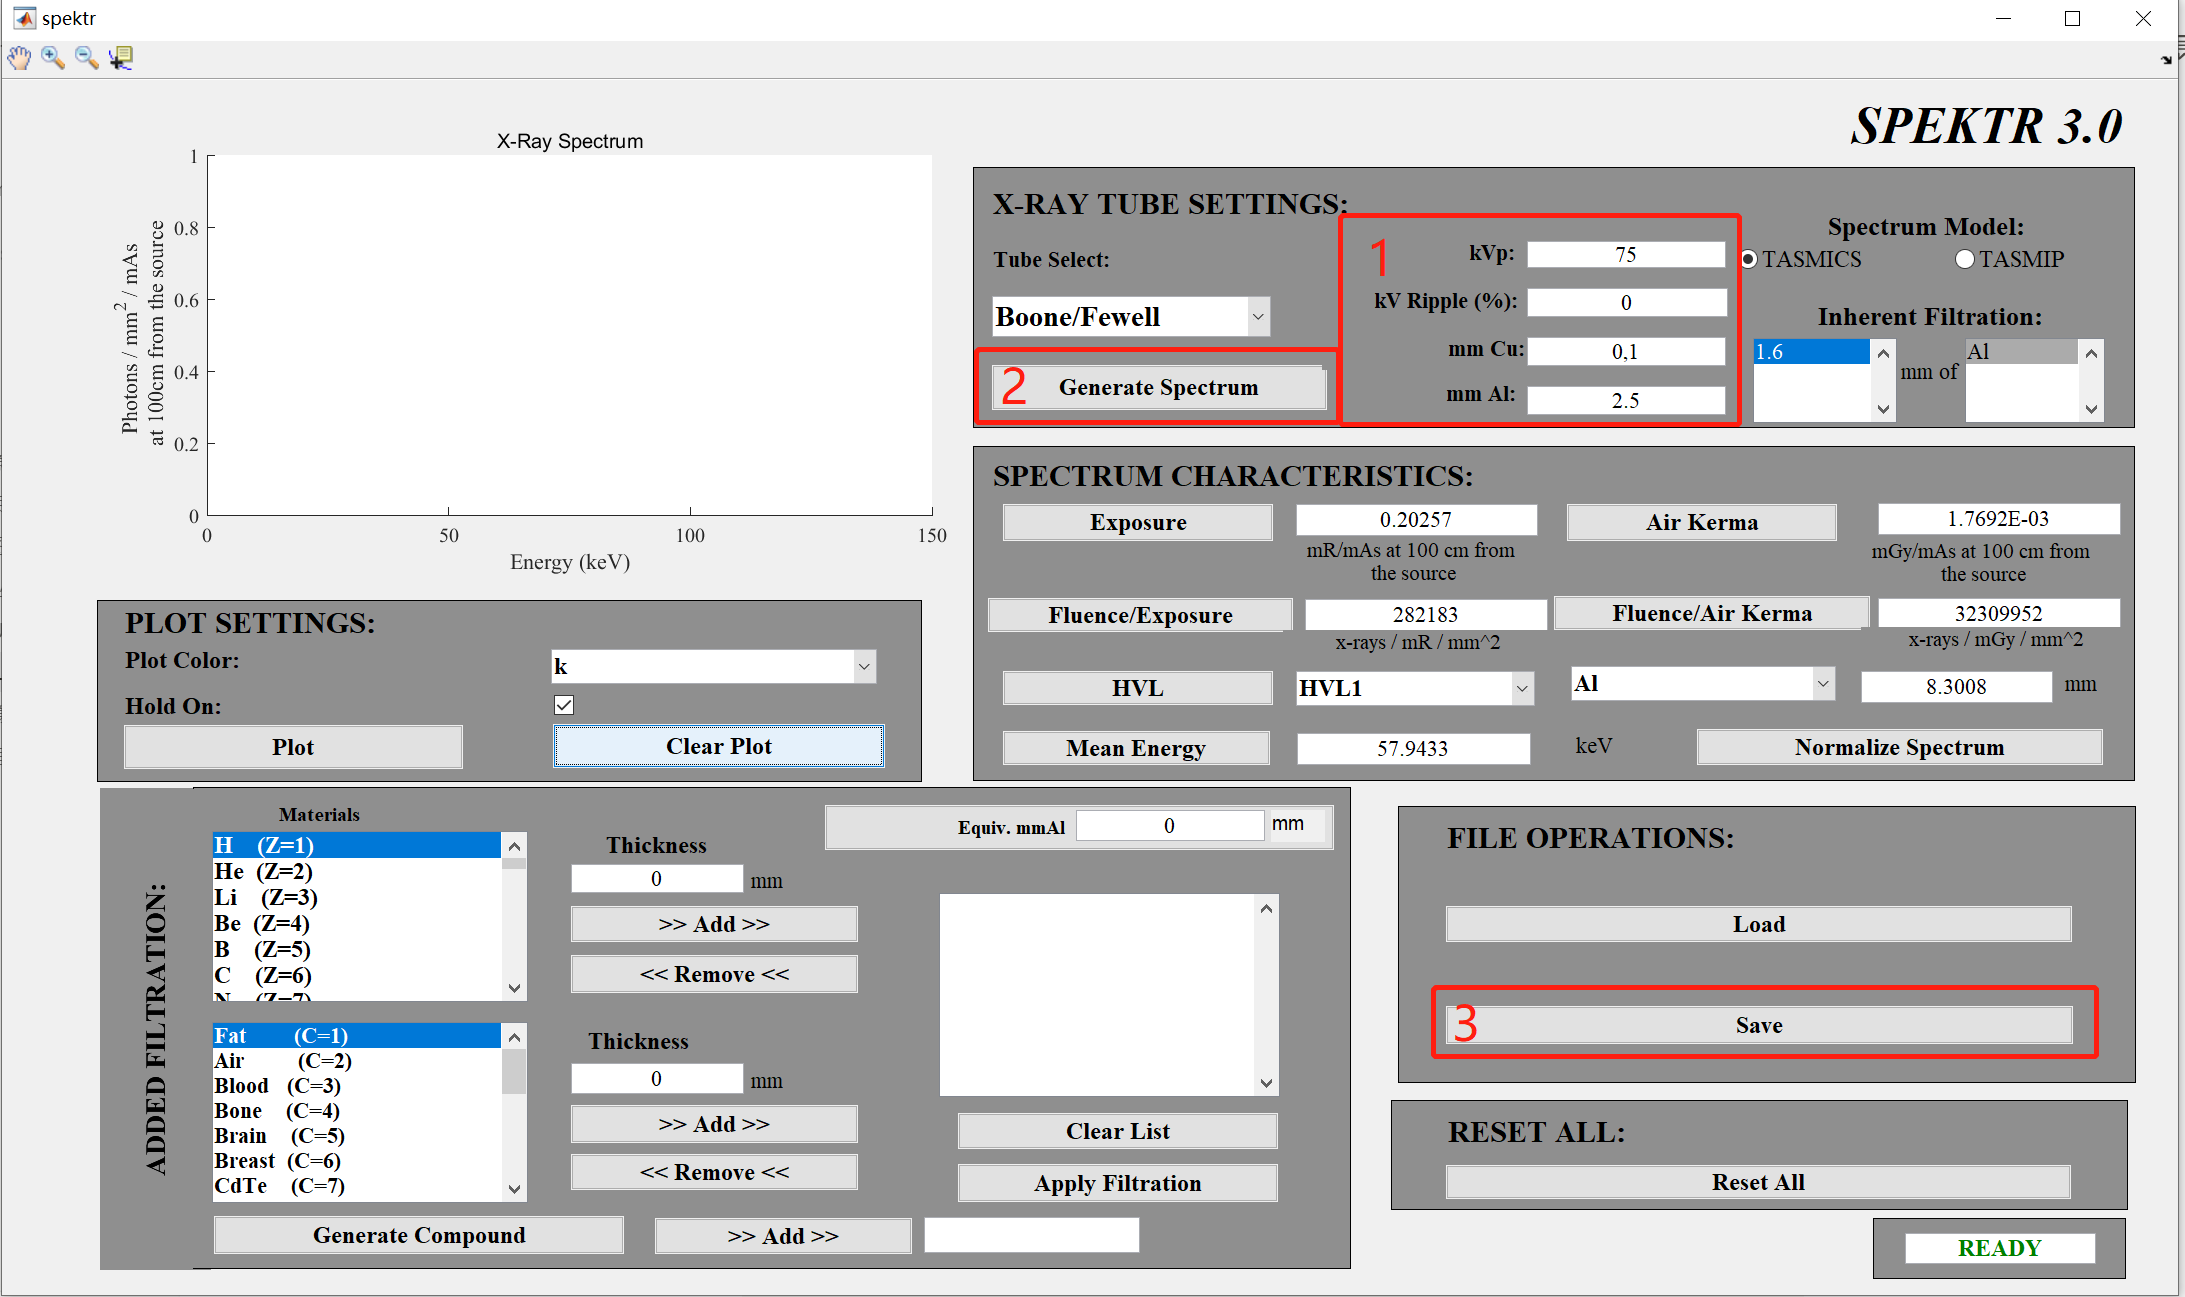 spektr
SPEKTR 3.0
X-Ray Spectrum
Photons / mm2 / mAs
at 100cm from the source
1
0.8
0.6
0.4
0.2
0
0
50
100
150
Energy (keV)
X-RAY TUBE SETTINGS:
Tube Select:
Boone/Fewell
2
Generate Spectrum
1
kVp:
75
kV Ripple (%):
0
mm Cu:
0,1
mm Al:
2.5
Spectrum Model:
TASMICS
TASMIP
Inherent Filtration:
1.6
mm of
Al
SPECTRUM CHARACTERISTICS:
Exposure
0.20257
mR/mAs at 100 cm from
the source
Air Kerma
1.7692E-03
mGy/mAs at 100 cm from
the source
Fluence/Exposure
282183
x-rays / mR / mm^2
Fluence/Air Kerma
32309952
x-rays / mGy / mm^2
HVL
HVL1
Al
8.3008
mm
Mean Energy
57.9433
keV
Normalize Spectrum
PLOT SETTINGS:
Plot Color:
k
Hold On:
Plot
Clear Plot
ADDED FILTRATION:
Materials
H (Z=1)
He (Z=2)
Li (Z=3)
Be (Z=4)
B (Z=5)
C (Z=6)
N (Z=7)
Fat (C=1)
Air (C=2)
Blood (C=3)
Bone (C=4)
Brain (C=5)
Breast (C=6)
CdTe (C=7)
Generate Compound
Thickness
0
mm
>> Add >>
<< Remove <<
Thickness
0
mm
>> Add >>
<< Remove <<
>> Add >>
Equiv. mmAl
0
mm
Clear List
Apply Filtration
FILE OPERATIONS:
Load
3
Save
RESET ALL:
Reset All
READY